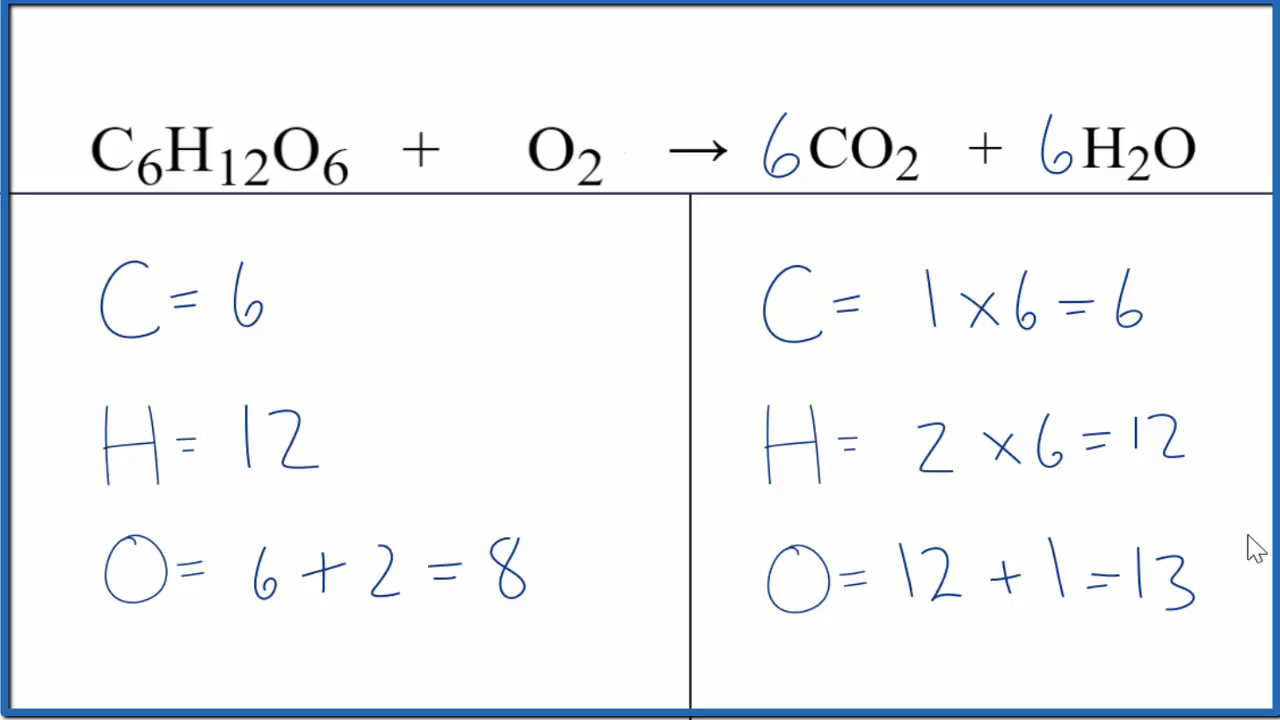 C₆H₁₂O₆ + O₂ → 6CO₂ + 6H₂O
C = 6
C = 1 × 6 = 6
H = 12
H = 2 × 6 = 12
O = 6 + 2 = 8
O = 12 + 1 = 13